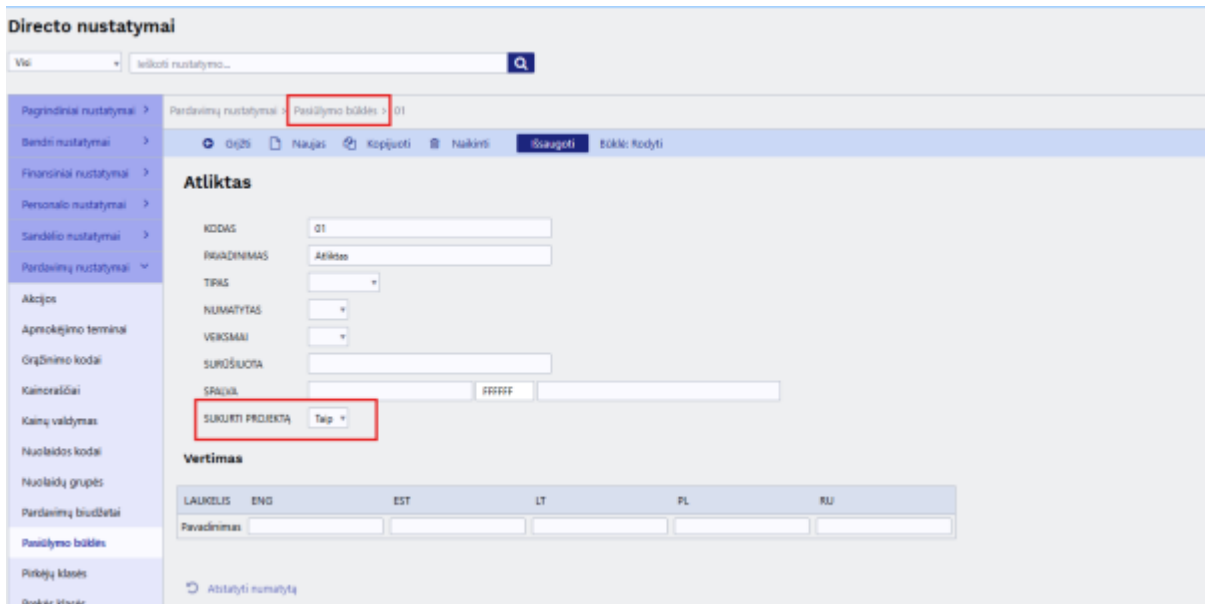 Directo nustatymai
Visi
Ieškoti nustatymo...
Pagrindiniai nustatymai
Bendri nustatymai
Finansiniai nustatymai
Personalo nustatymai
Sandėlio nustatymai
Pardavimų nustatymai
Akcijos
Apmokėjimo terminai
Grąžinimo kodai
Kainoraščiai
Kainų valdymas
Nuolaidos kodai
Nuolaidų grupės
Pardavimų biudžetai
Pasiūlymo būklės
Pirkėjų klasės
Prekės klasės
Pardavimų nustatymai > Pasiūlymo būklės > 01
Grįžti Naujas Kopijuoti Naikinti Išsaugoti Būklė: Rodyti
Atliktas
KODAS 01
PAVADINIMAS Atliktas
TIPAS
NUMATYTAS
VEIKSMAI
SURŪŠIUOTA
SPALVA FFFFFF
SUKURTI PROJEKTĄ Taip
Vertimas
LAUKELIS ENG EST LT PL RU
Pavadinimas
Atstatyti numatytą